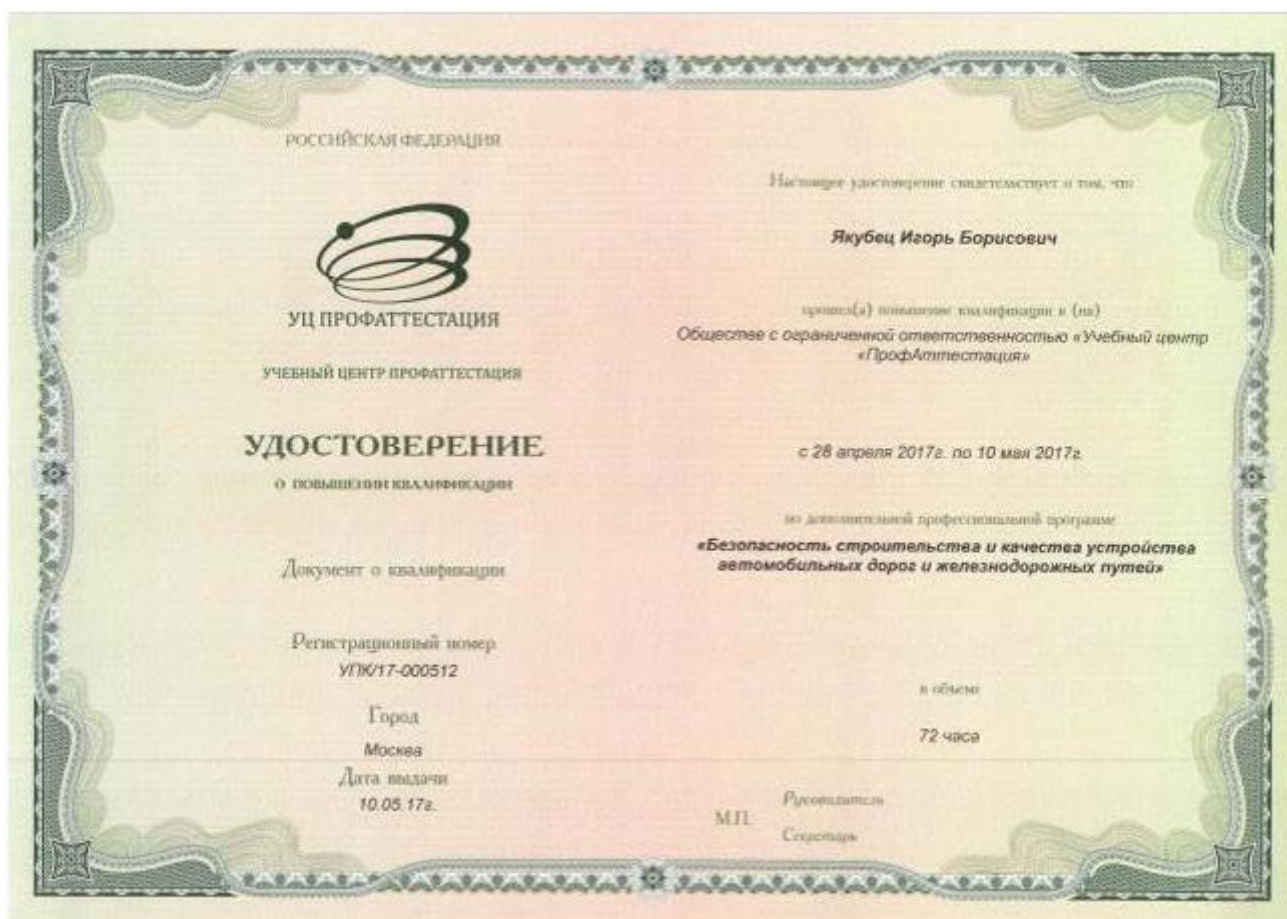 РОССИЙСКАЯ ФЕДЕРАЦИЯ
УЦ ПРОФАТТЕСТАЦИЯ
УЧЕБНЫЙ ЦЕНТР ПРОФАТТЕСТАЦИЯ
УДОСТОВЕРЕНИЕ
О ПОВЫШЕНИИ КВАЛИФИКАЦИИ
Документ о квалификации
Регистрационный номер
УПК/17-000512
Город
Москва
Дата выдачи
10.05.17г.
Настоящее удостоверение свидетельствует о том, что
Якубец Игорь Борисович
прошел(а) повышение квалификации в (на)
Обществе с ограниченной ответственностью «Учебный центр
«ПрофАттестация»
с 28 апреля 2017г. по 10 мая 2017г.
по дополнительной профессиональной программе
«Безопасность строительства и качества устройства
автомобильных дорог и железнодорожных путей»
в объеме
72 часа
М.П.
Руководитель
Секретарь